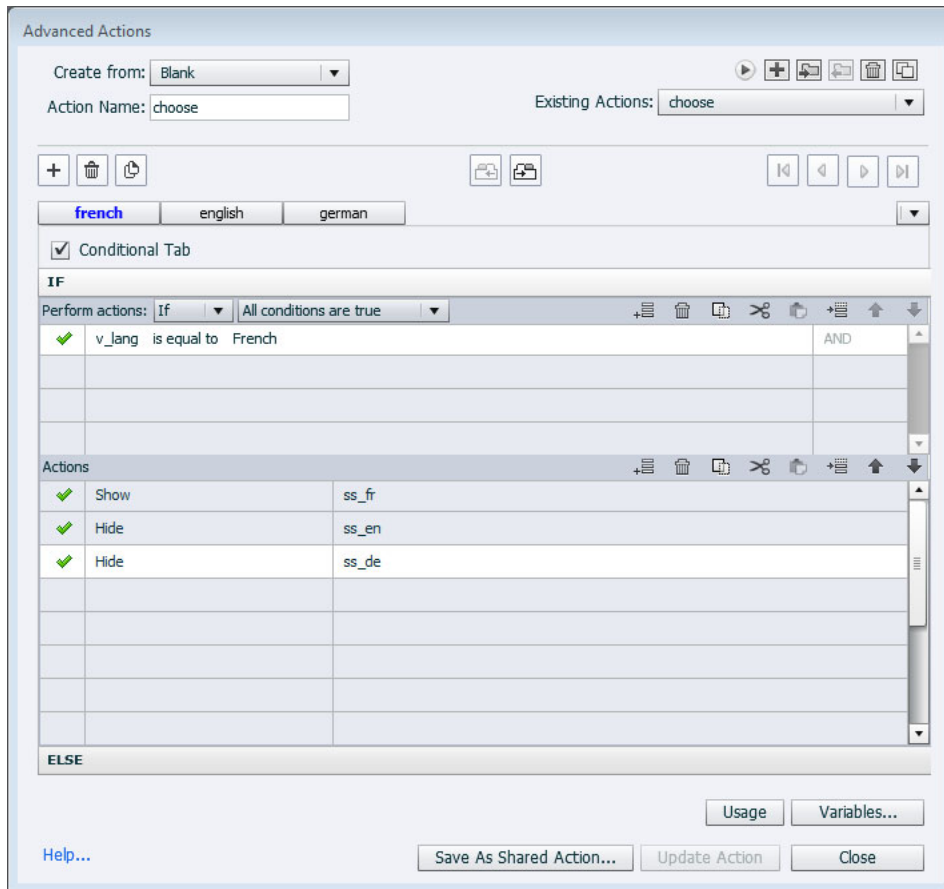 Advanced Actions
Create from: Blank
Action Name: choose
Existing Actions: choose
french english german
Conditional Tab
IF
Perform actions: If All conditions are true
v_lang is equal to French AND
Actions
Show ss_fr
Hide ss_en
Hide ss_de
ELSE
Usage Variables...
Help... Save As Shared Action... Update Action Close